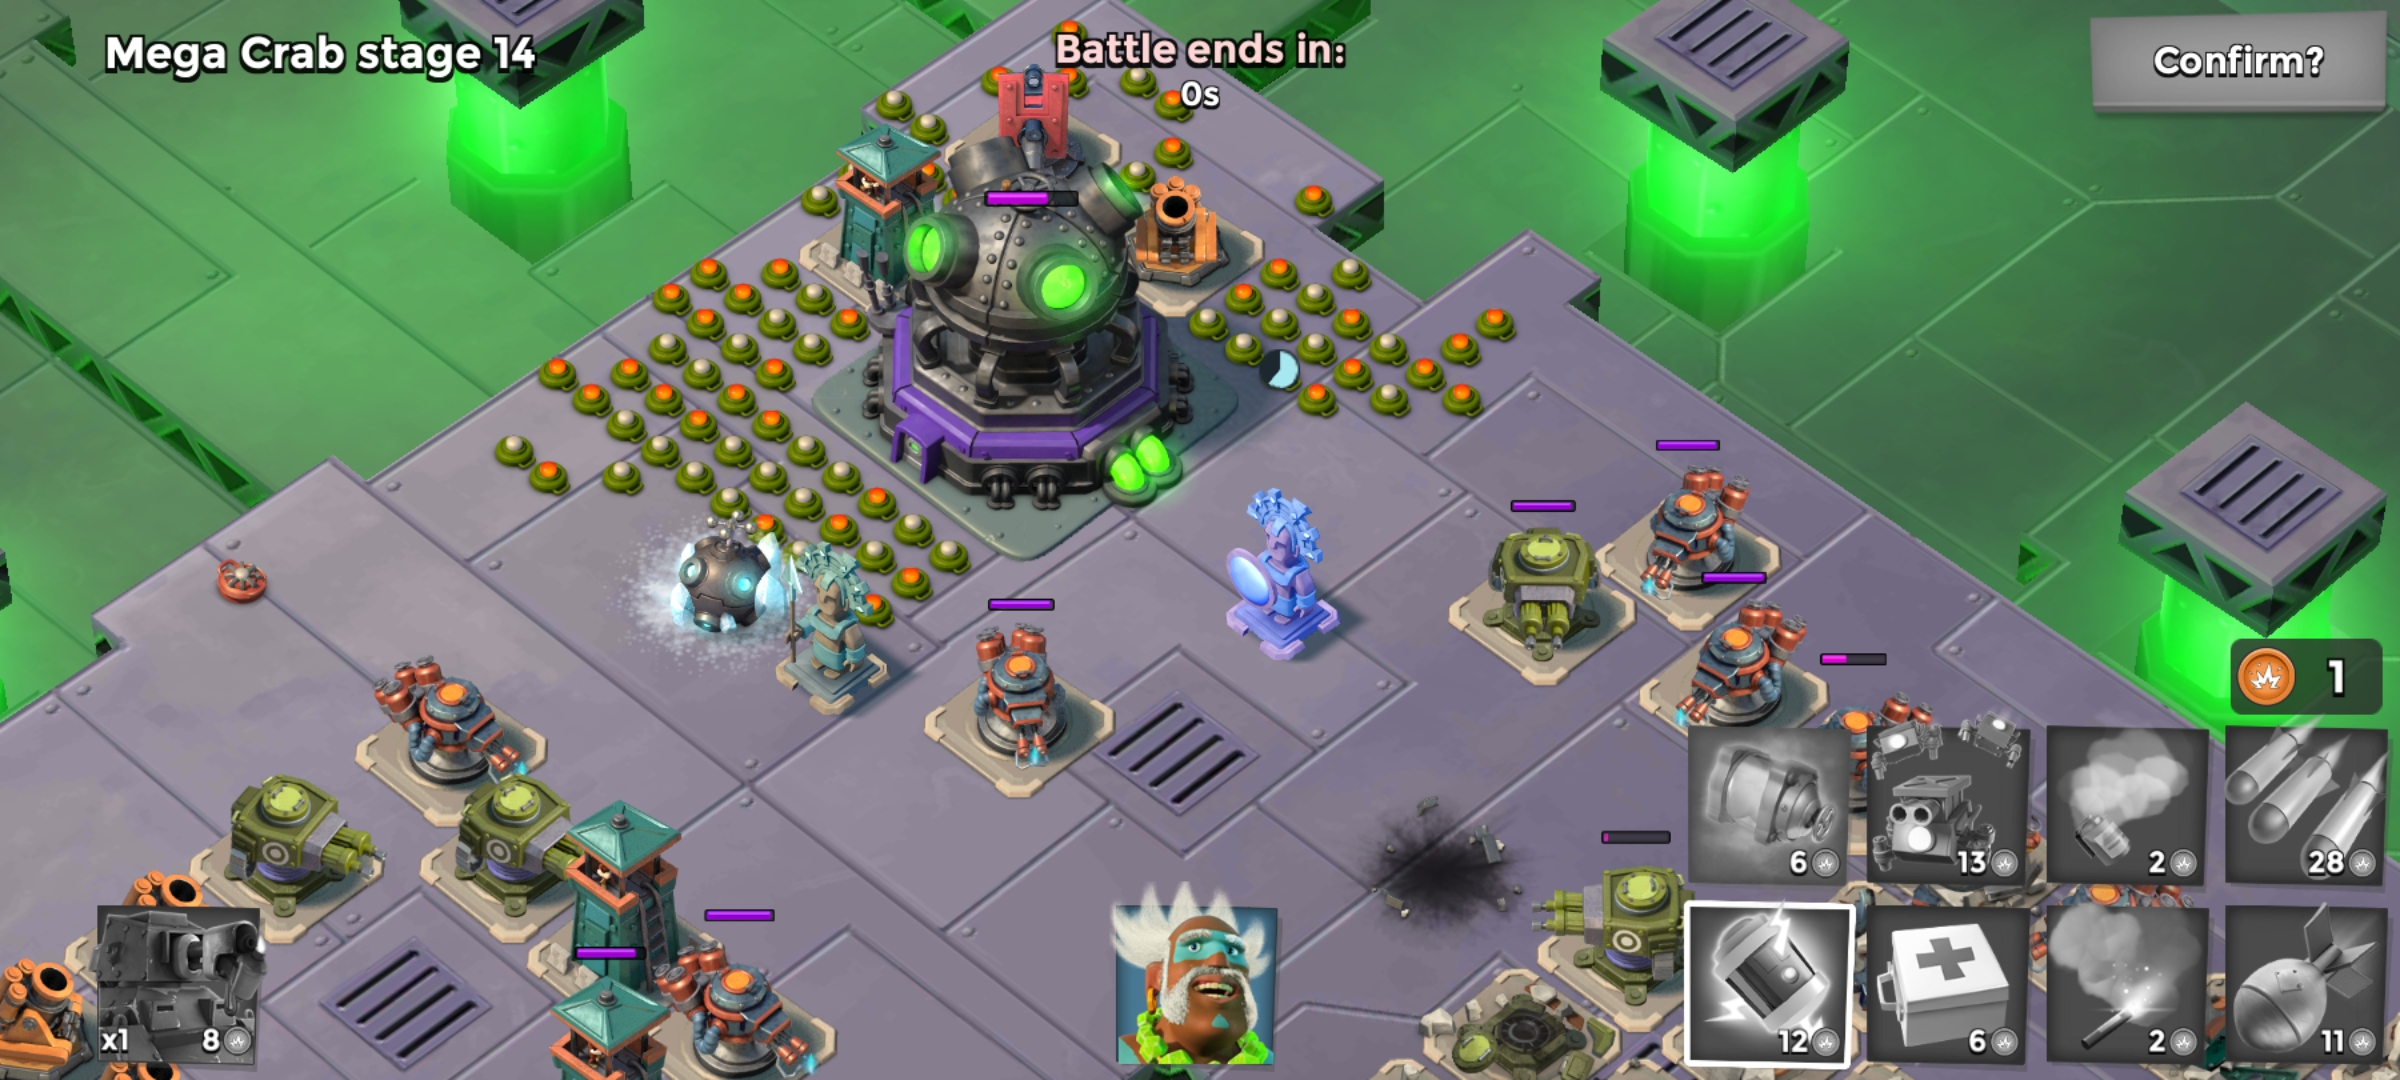 Mega Crab stage 14
Battle ends in:
0s
Confirm?
1
6
13
2
28
x1
8
12
6
2
11